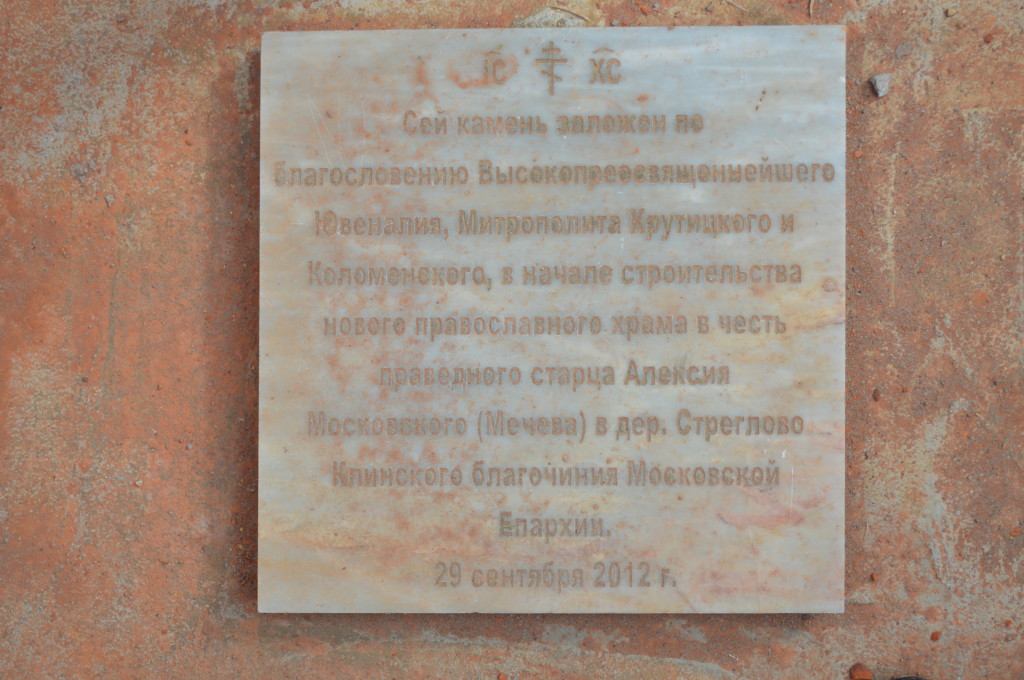 IC ХС
Сей камень заложен по
благословению Высокопреосвященнейшего
Ювеналия, Митрополита Крутицкого и
Коломенского, в начале строительства
нового православного храма в честь
праведного старца Алексия
Московского (Мечева) в дер. Стреглово
Клинского благочиния Московской
Епархии.
29 сентября 2012 г.